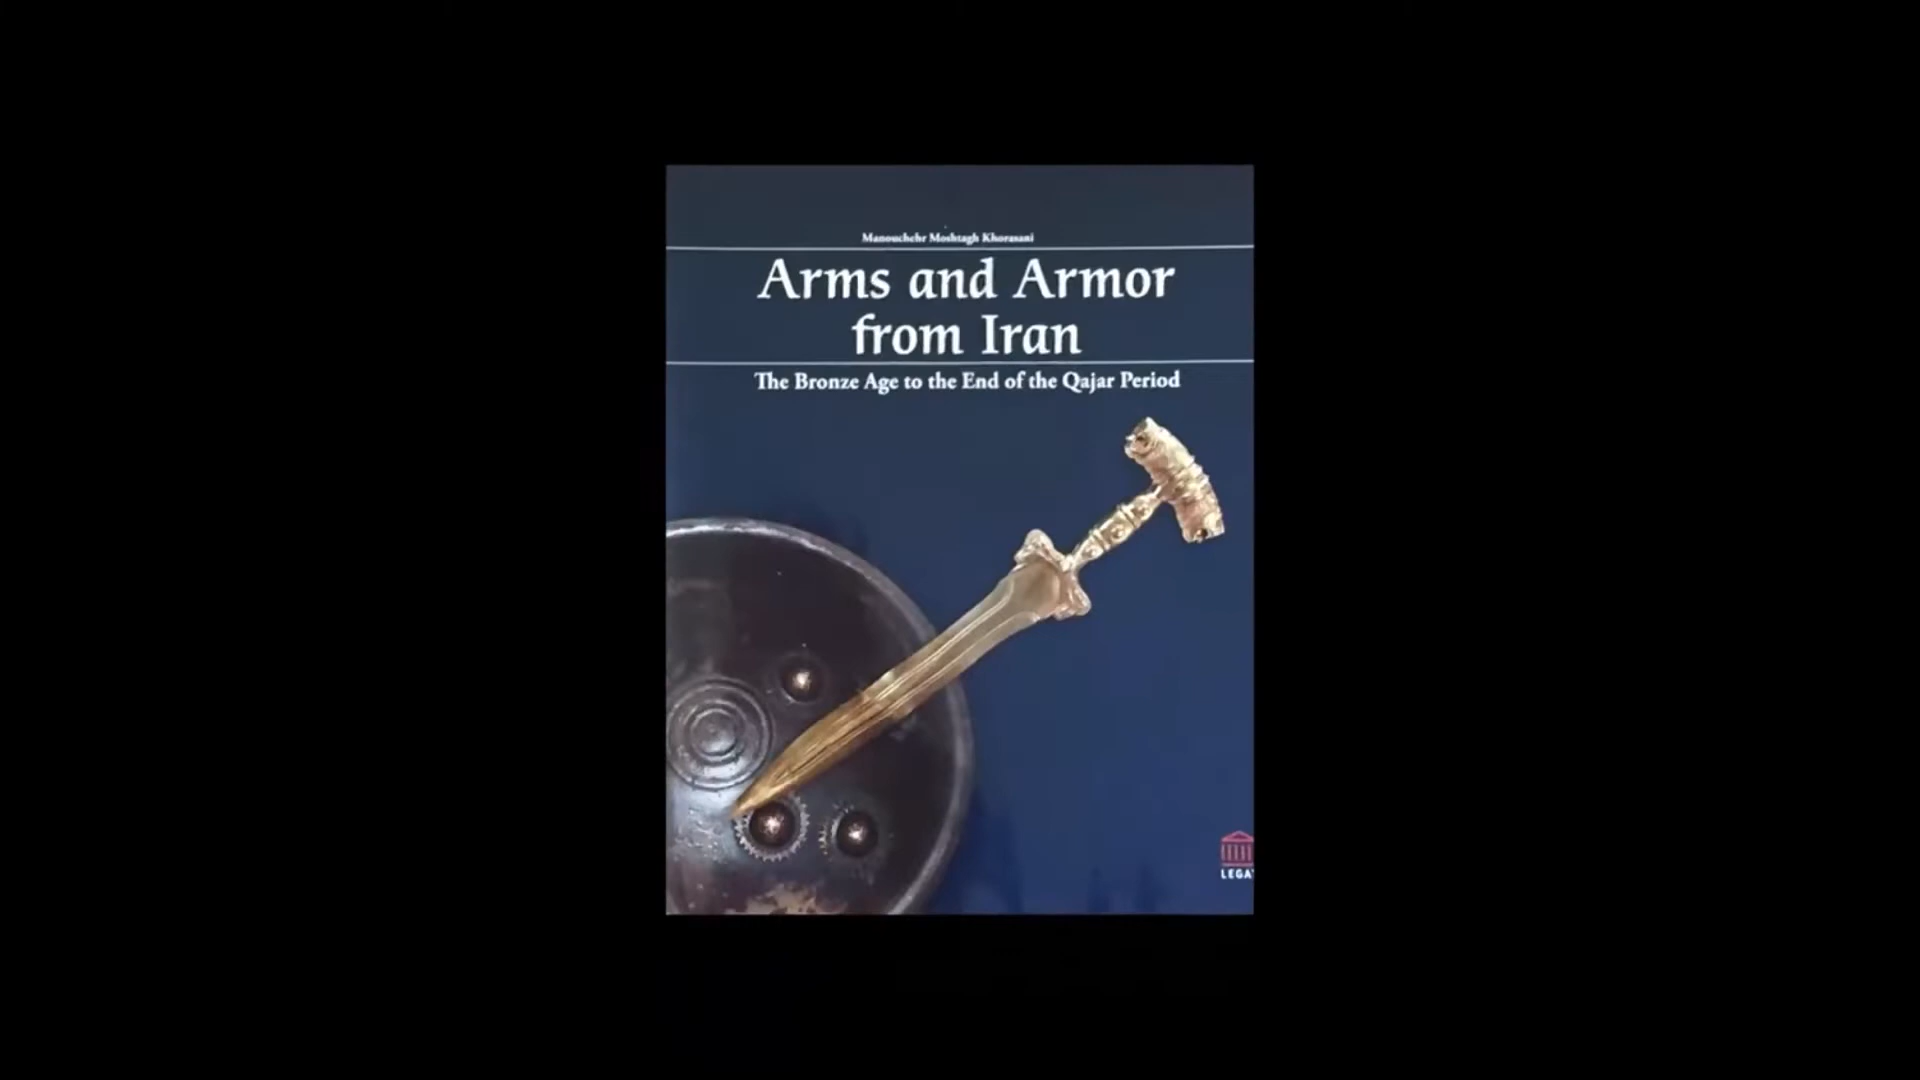 Manouchehr Moshtagh Khorasani
Arms and Armor
from Iran
The Bronze Age to the End of the Qajar Period
LEGA